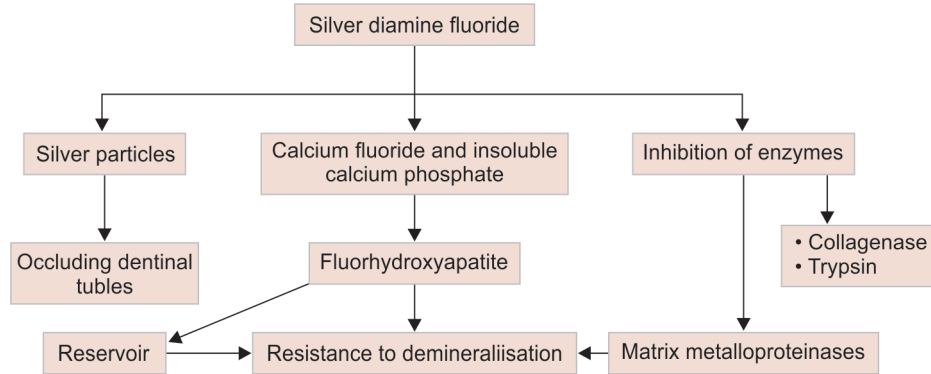 Silver diamine fluoride
Silver particles
Calcium fluoride and insoluble
calcium phosphate
Inhibition of enzymes
Occluding dentinal
tubles
Fluorhydroxyapatite
• Collagenase
• Trypsin
Reservoir
Resistance to demineraliisation
Matrix metalloproteinases